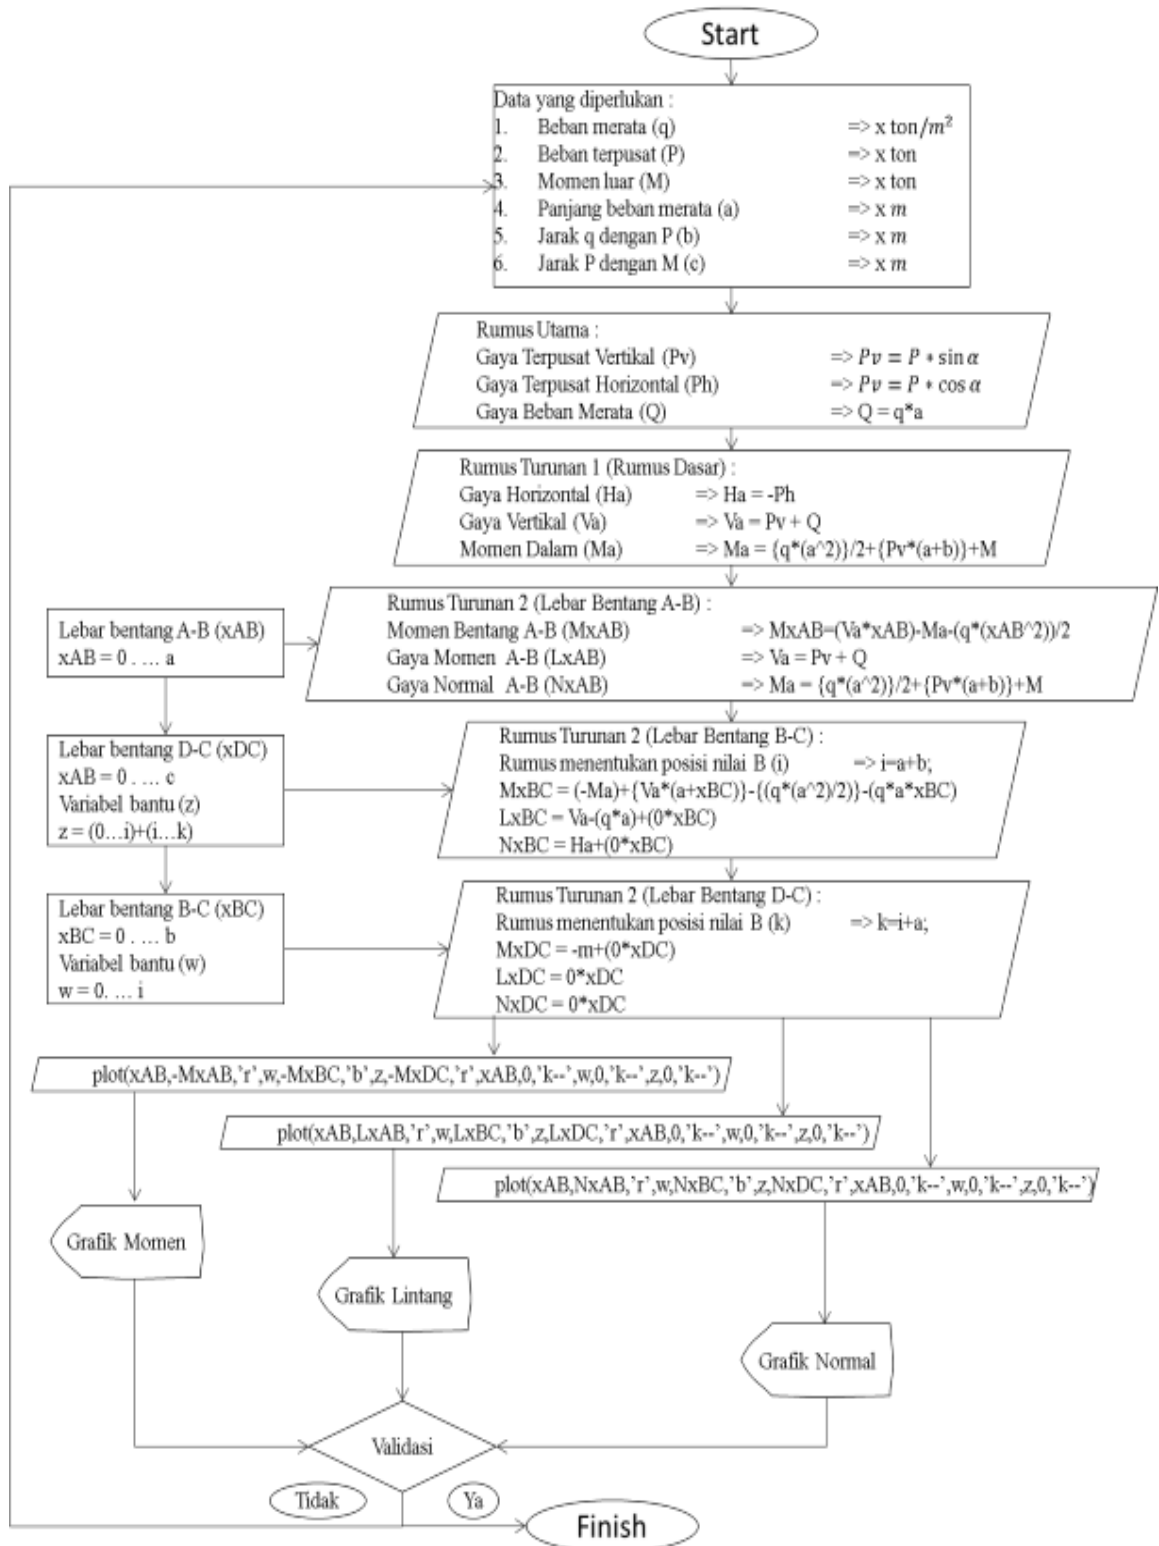 Start
Data yang diperlukan :
1. Beban merata (q) => x ton/m²
2. Beban terpusat (P) => x ton
3. Momen luar (M) => x ton
4. Panjang beban merata (a) => x m
5. Jarak q dengan P (b) => x m
6. Jarak P dengan M (c) => x m
Rumus Utama :
Gaya Terpusat Vertikal (Pv) => Pv = P * sin α
Gaya Terpusat Horizontal (Ph) => Pv = P * cos α
Gaya Beban Merata (Q) => Q = q*a
Rumus Turunan 1 (Rumus Dasar) :
Gaya Horizontal (Ha) => Ha = -Ph
Gaya Vertikal (Va) => Va = Pv + Q
Momen Dalam (Ma) => Ma = {q*(a^2)}/2+{Pv*(a+b)}+M
Lebar bentang A-B (xAB)
xAB = 0 . ... a
Rumus Turunan 2 (Lebar Bentang A-B) :
Momen Bentang A-B (MxAB) => MxAB=(Va*xAB)-Ma-(q*(xAB^2))/2
Gaya Momen A-B (LxAB) => Va = Pv + Q
Gaya Normal A-B (NxAB) => Ma = {q*(a^2)}/2+{Pv*(a+b)}+M
Lebar bentang D-C (xDC)
xAB = 0 . ... c
Variabel bantu (z)
z = (0...i)+(i...k)
Rumus Turunan 2 (Lebar Bentang B-C) :
Rumus menentukan posisi nilai B (i) => i=a+b;
MxBC = (-Ma)+{Va*(a+xBC)}-{(q*(a^2)/2)}-(q*a*xBC)
LxBC = Va-(q*a)+(0*xBC)
NxBC = Ha+(0*xBC)
Lebar bentang B-C (xBC)
xBC = 0 . ... b
Variabel bantu (w)
w = 0. ... i
Rumus Turunan 2 (Lebar Bentang D-C) :
Rumus menentukan posisi nilai B (k) => k=i+a;
MxDC = -m+(0*xDC)
LxDC = 0*xDC
NxDC = 0*xDC
plot(xAB,-MxAB,’r’,w,-MxBC,’b’,z,-MxDC,’r’,xAB,0,’k--’,w,0,’k--’,z,0,’k--’)
plot(xAB,LxAB,’r’,w,LxBC,’b’,z,LxDC,’r’,xAB,0,’k--’,w,0,’k--’,z,0,’k--’)
plot(xAB,NxAB,’r’,w,NxBC,’b’,z,NxDC,’r’,xAB,0,’k--’,w,0,’k--’,z,0,’k--’)
Grafik Momen
Grafik Lintang
Grafik Normal
Validasi
Tidak
Ya
Finish